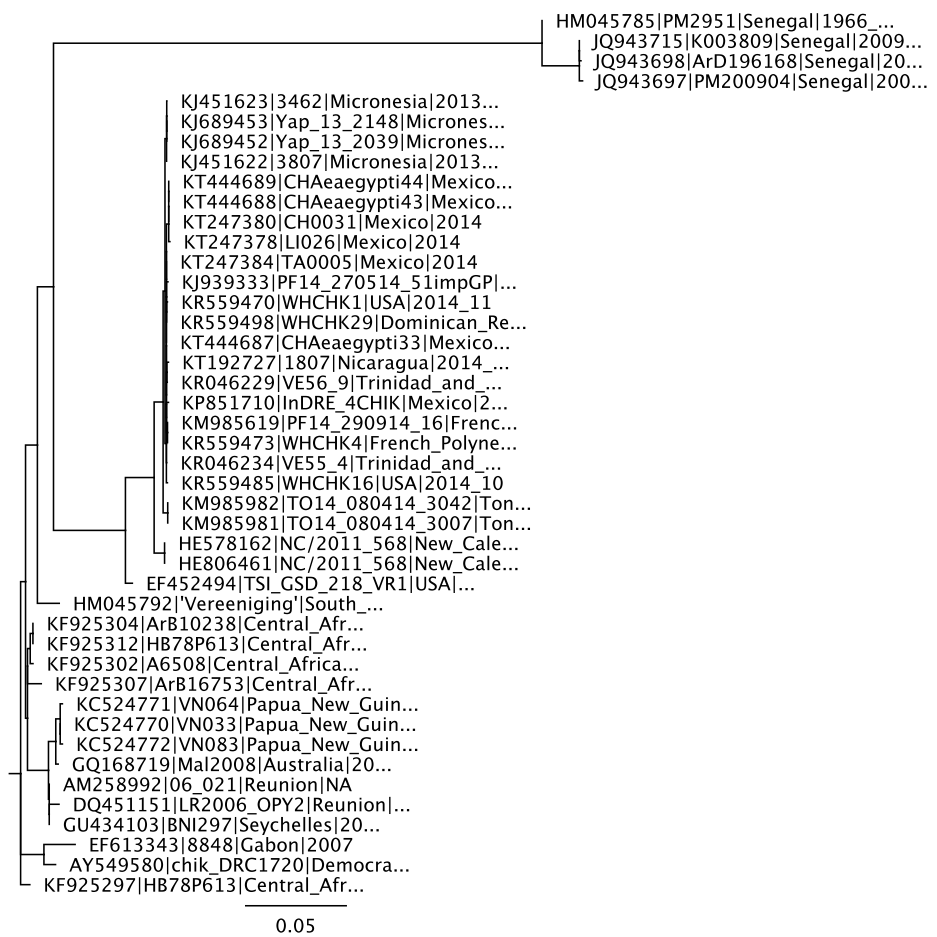 HM045785|PM2951|Senegal|1966_...
JQ943715|K003809|Senegal|2009...
JQ943698|ArD196168|Senegal|20...
JQ943697|PM200904|Senegal|200...
KJ451623|3462|Micronesia|2013...
KJ689453|Yap_13_2148|Micrones...
KJ689452|Yap_13_2039|Micrones...
KJ451622|3807|Micronesia|2013...
KT444689|CHAeaegypti44|Mexico...
KT444688|CHAeaegypti43|Mexico...
KT247380|CH0031|Mexico|2014
KT247378|LI026|Mexico|2014
KT247384|TA0005|Mexico|2014
KJ939333|PF14_270514_51impGP|...
KR559470|WHCHK1|USA|2014_11
KR559498|WHCHK29|Dominican_Re...
KT444687|CHAeaegypti33|Mexico...
KT192727|1807|Nicaragua|2014_...
KR046229|VE56_9|Trinidad_and_...
KP851710|InDRE_4CHIK|Mexico|2...
KM985619|PF14_290914_16|Frenc...
KR559473|WHCHK4|French_Polyne...
KR046234|VE55_4|Trinidad_and_...
KR559485|WHCHK16|USA|2014_10
KM985982|TO14_080414_3042|Ton...
KM985981|TO14_080414_3007|Ton...
HE578162|NC/2011_568|New_Cale...
HE806461|NC/2011_568|New_Cale...
EF452494|TSI_GSD_218_VR1|USA|...
HM045792|'Vereeniging'|South_...
KF925304|ArB10238|Central_Afr...
KF925312|HB78P613|Central_Afr...
KF925302|A6508|Central_Africa...
KF925307|ArB16753|Central_Afr...
KC524771|VN064|Papua_New_Guin...
KC524770|VN033|Papua_New_Guin...
KC524772|VN083|Papua_New_Guin...
GQ168719|Mal2008|Australia|20...
AM258992|06_021|Reunion|NA
DQ451151|LR2006_OPY2|Reunion|...
GU434103|BNI297|Seychelles|20...
EF613343|8848|Gabon|2007
AY549580|chik_DRC1720|Democra...
KF925297|HB78P613|Central_Afr...
0.05